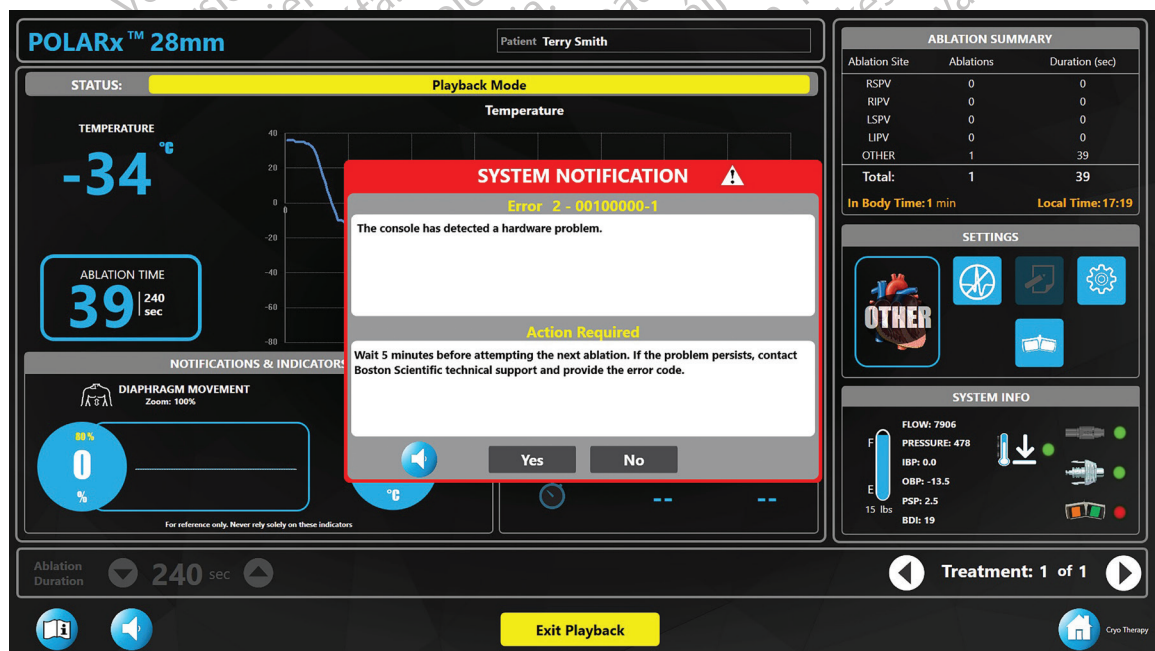 POLARx™ 28mm
Patient Terry Smith
STATUS:
Playback Mode
TEMPERATURE
-34 °C
Temperature
40
20
0
0
-20
-40
-60
-80
ABLATION TIME
39 240 sec
NOTIFICATIONS & INDICATORS
DIAPHRAGM MOVEMENT
Zoom: 100%
80 %
0
%
For reference only. Never rely solely on these indicators
°C
--
--
SYSTEM NOTIFICATION
Error 2 - 00100000-1
The console has detected a hardware problem.
Action Required
Wait 5 minutes before attempting the next ablation. If the problem persists, contact
Boston Scientific technical support and provide the error code.
Yes
No
ABLATION SUMMARY
Ablation Site Ablations Duration (sec)
RSPV 0 0
RIPV 0 0
LSPV 0 0
LIPV 0 0
OTHER 1 39
Total: 1 39
In Body Time: 1 min Local Time: 17:19
SETTINGS
OTHER
SYSTEM INFO
F
E
15 lbs
FLOW: 7906
PRESSURE: 478
IBP: 0.0
OBP: -13.5
PSP: 2.5
BDI: 19
Ablation
Duration
240 sec
Treatment: 1 of 1
Exit Playback
Cryo Therapy